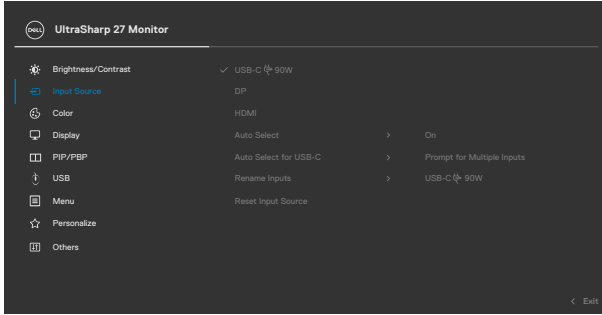 DELL UltraSharp 27 Monitor
Brightness/Contrast USB-C 90W
Input Source DP
Color HDMI
Display Auto Select > On
PIP/PBP Auto Select for USB-C > Prompt for Multiple Inputs
USB Rename Inputs > USB-C 90W
Menu Reset Input Source
Personalize
Others
< Exit